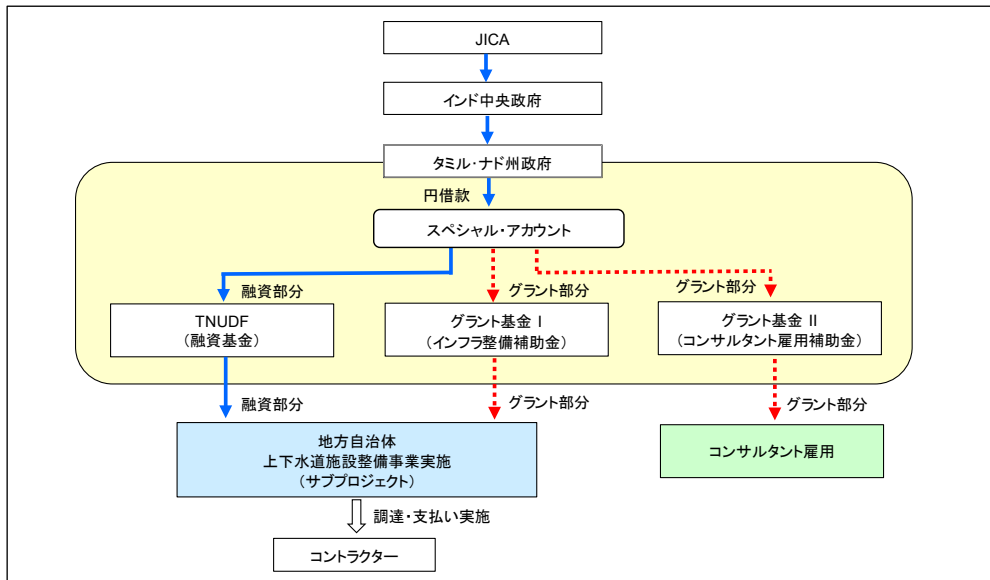 JICA
インド中央政府
タミル・ナド州政府
円借款
スペシャル・アカウント
融資部分
グラント部分
グラント部分
TNUDF
（融資基金）
グラント基金 I
（インフラ整備補助金）
グラント基金 II
（コンサルタント雇用補助金）
融資部分
グラント部分
グラント部分
地方自治体
上下水道施設整備事業実施
（サブプロジェクト）
コンサルタント雇用
調達・支払い実施
コントラクター